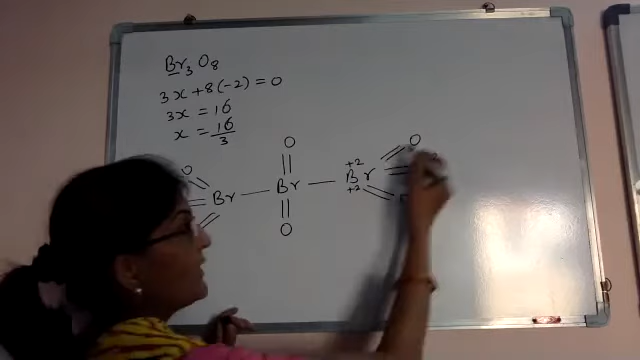 Br3O8
3x + 8(-2) = 0
3x = 16
x = 16/3
O O O
+2
Br — Br — Br
+2
O